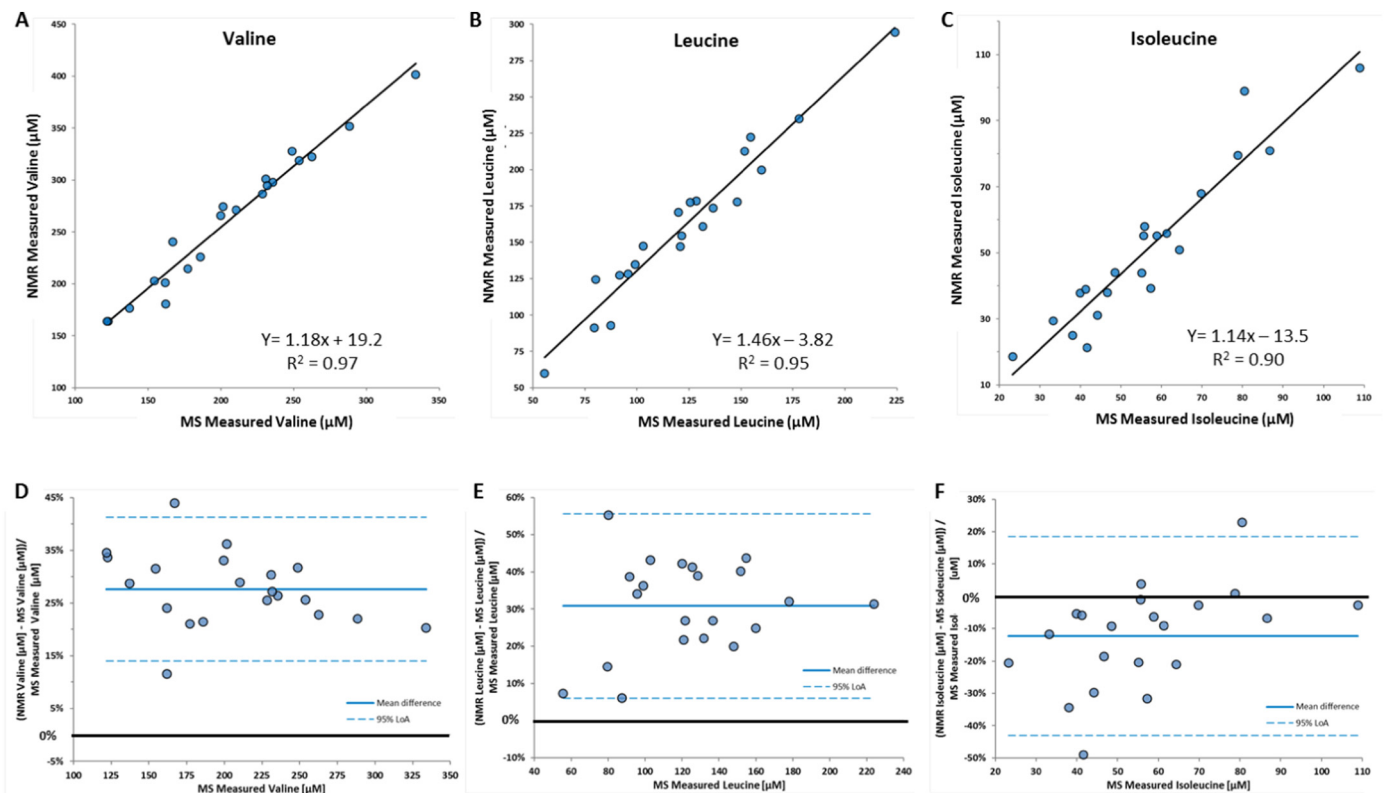 A
Valine
NMR Measured Valine (µM)
450
400
350
300
250
200
150
100
Y= 1.18x + 19.2
R² = 0.97
100 150 200 250 300 350
MS Measured Valine (µM)
B
Leucine
NMR Measured Leucine (µM)
300
275
250
225
200
175
150
125
100
75
50
Y= 1.46x – 3.82
R² = 0.95
50 75 100 125 150 175 200 225
MS Measured Leucine (µM)
C
Isoleucine
NMR Measured Isoleucine (µM)
110
90
70
50
30
10
Y= 1.14x – 13.5
R² = 0.90
20 30 40 50 60 70 80 90 100 110
MS Measured Isoleucine (µM)
D
(NMR Valine [µM] - MS Valine [µM])/
MS Measured Valine [µM]
45%
35%
25%
15%
5%
0%
-5%
Mean difference
95% LoA
100 125 150 175 200 225 250 275 300 325 350
MS Measured Valine [µM]
E
(NMR Leucine [µM] - MS Leucine [µM]) /
MS Measured Leucine [µM]
60%
50%
40%
30%
20%
10%
0%
-10%
Mean difference
95% LoA
40 60 80 100 120 140 160 180 200 220 240
MS Measured Leucine [µM]
F
(NMR Isoleucine [µM] - MS Isoleucine [µM]) /
MS Measured Isol [uM]
30%
20%
10%
0%
-10%
-20%
-30%
-40%
-50%
Mean difference
95% LoA
20 30 40 50 60 70 80 90 100 110
MS Measured Isoleucine [µM]